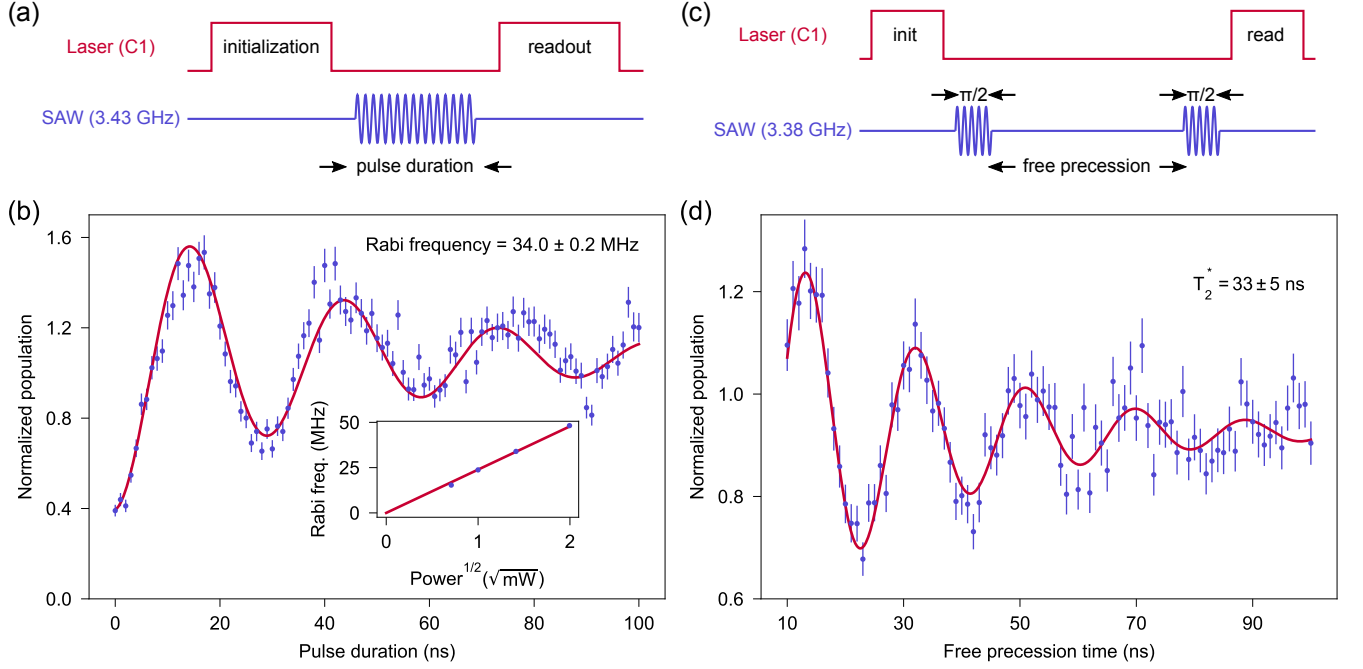 (a)
Laser (C1)
initialization
readout
SAW (3.43 GHz)
pulse duration
(b)
Rabi frequency = 34.0 ± 0.2 MHz
Normalized population
1.6
1.2
0.8
0.4
0.0
0
20
40
60
80
100
Pulse duration (ns)
Rabi freq. (MHz)
50
25
0
0
1
2
Power^1/2(√mW)
(c)
Laser (C1)
init
read
π/2
π/2
SAW (3.38 GHz)
free precession
(d)
T₂* = 33 ± 5 ns
Normalized population
1.2
1.0
0.8
0.6
10
30
50
70
90
Free precession time (ns)